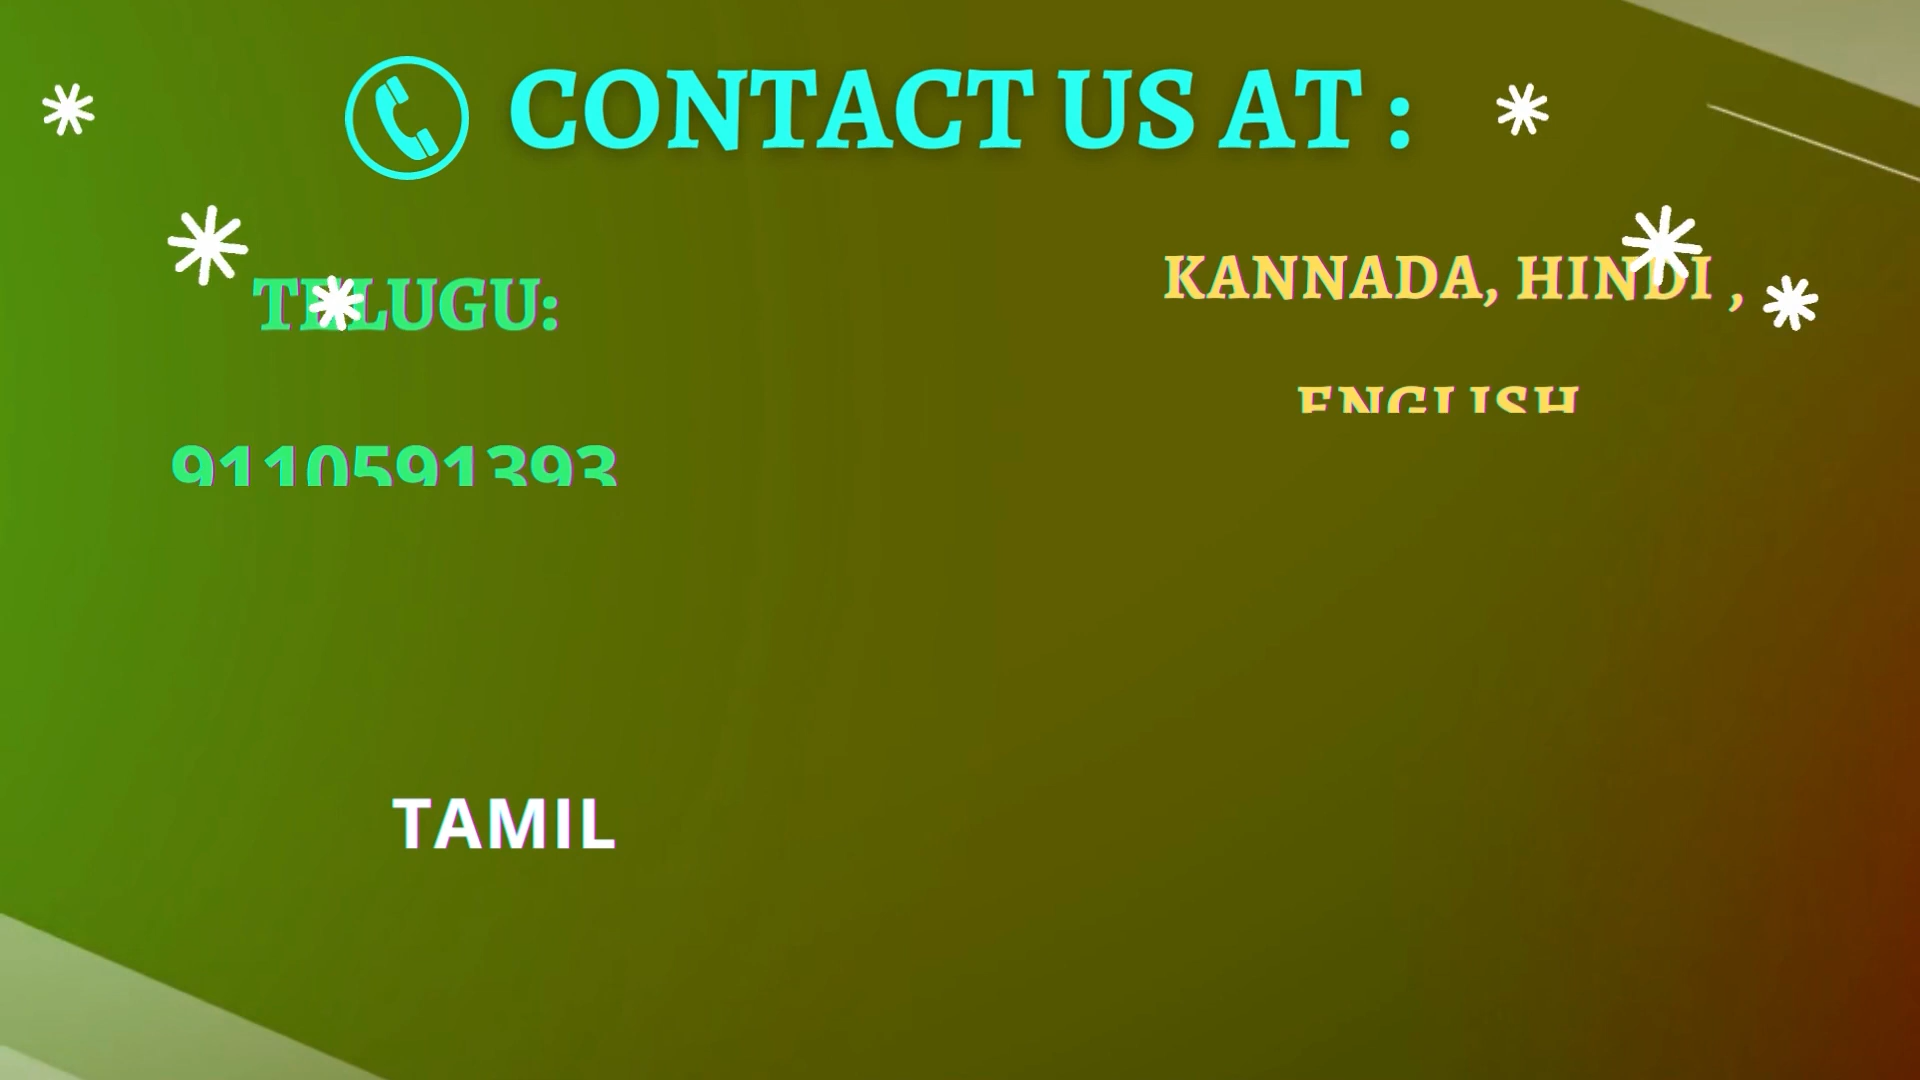 CONTACT US AT :
TELUGU:
9110591393
KANNADA, HINDI ,
ENGLISH
TAMIL